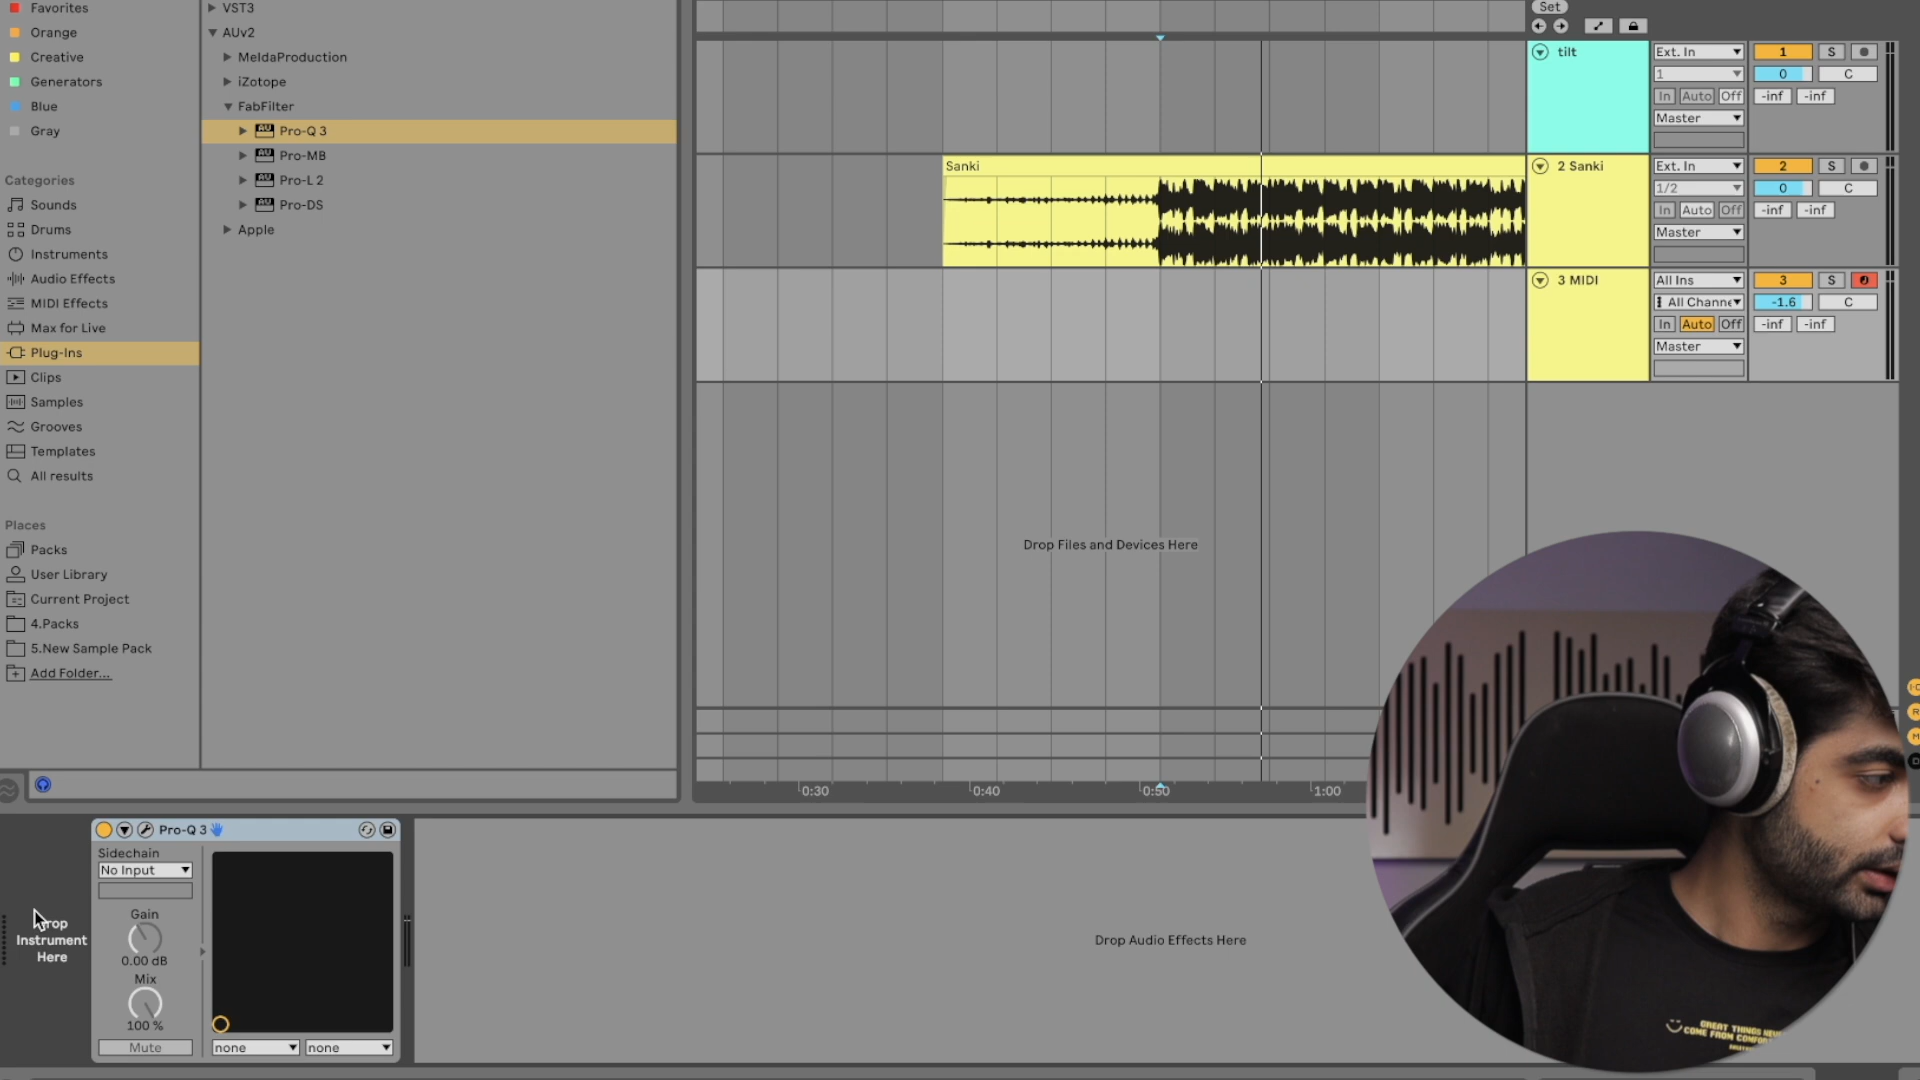 Favorites
Orange
Creative
Generators
Blue
Gray
Categories
Sounds
Drums
Instruments
Audio Effects
MIDI Effects
Max for Live
Plug-Ins
Clips
Samples
Grooves
Templates
All results
Places
Packs
User Library
Current Project
4.Packs
5.New Sample Pack
Add Folder...
VST3
AUv2
MeldaProduction
iZotope
FabFilter
Pro-Q 3
Pro-MB
Pro-L 2
Pro-DS
Apple
Sanki
Drop Files and Devices Here
0:30
0:40
0:50
1:00
Set
tilt
Ext. In
1
S
1
0
C
In
Auto
Off
-inf
-inf
Master
2 Sanki
Ext. In
2
S
1/2
0
C
In
Auto
Off
-inf
-inf
Master
3 MIDI
All Ins
3
S
All Channe
-1.6
C
In
Auto
Off
-inf
-inf
Master
Instrument
Here
Pro-Q 3
Sidechain
No Input
Gain
0.00 dB
Mix
100 %
Mute
none
none
Drop Audio Effects Here
GREAT THINGS
COME FROM